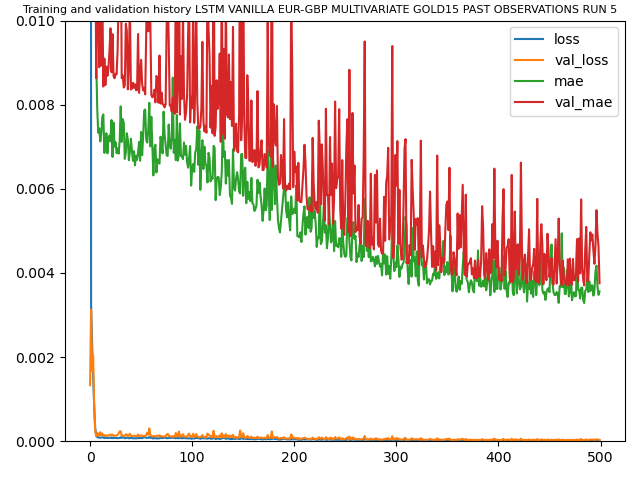 Training and validation history LSTM VANILLA EUR-GBP MULTIVARIATE GOLD15 PAST OBSERVATIONS RUN 5
0.010
0.008
0.006
0.004
0.002
0.000
0
100
200
300
400
500
loss
val_loss
mae
val_mae